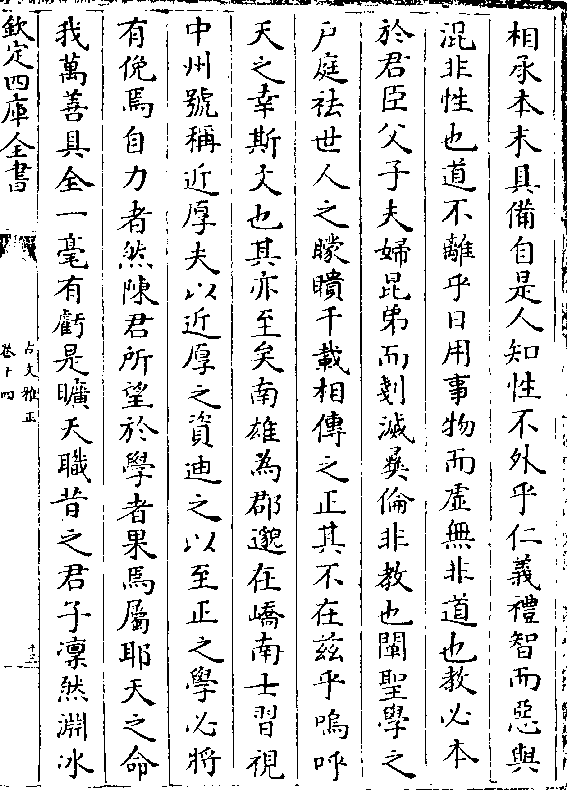 相承本末具備自是人知性不外乎仁義禮智而惡與
混非性也道不離乎日用事物而虛無非道也教必本
於君臣父子夫婦昆弟而剗滅彛倫非教也闡聖學之
戸庭袪世人之矇瞶千載相傳之正其不在兹乎嗚呼
天之幸斯文也其亦至矣南雄為郡邈在嶠南士習視
中州號稱近厚夫以近厚之資迪之以至正之學必將
有俛焉自力者然陳君所望於學者果焉屬耶天之命
我萬善具全一毫有虧是曠天職昔之君子凛然淵冰
欽定四庫全書
古文雅正
卷十四
十三